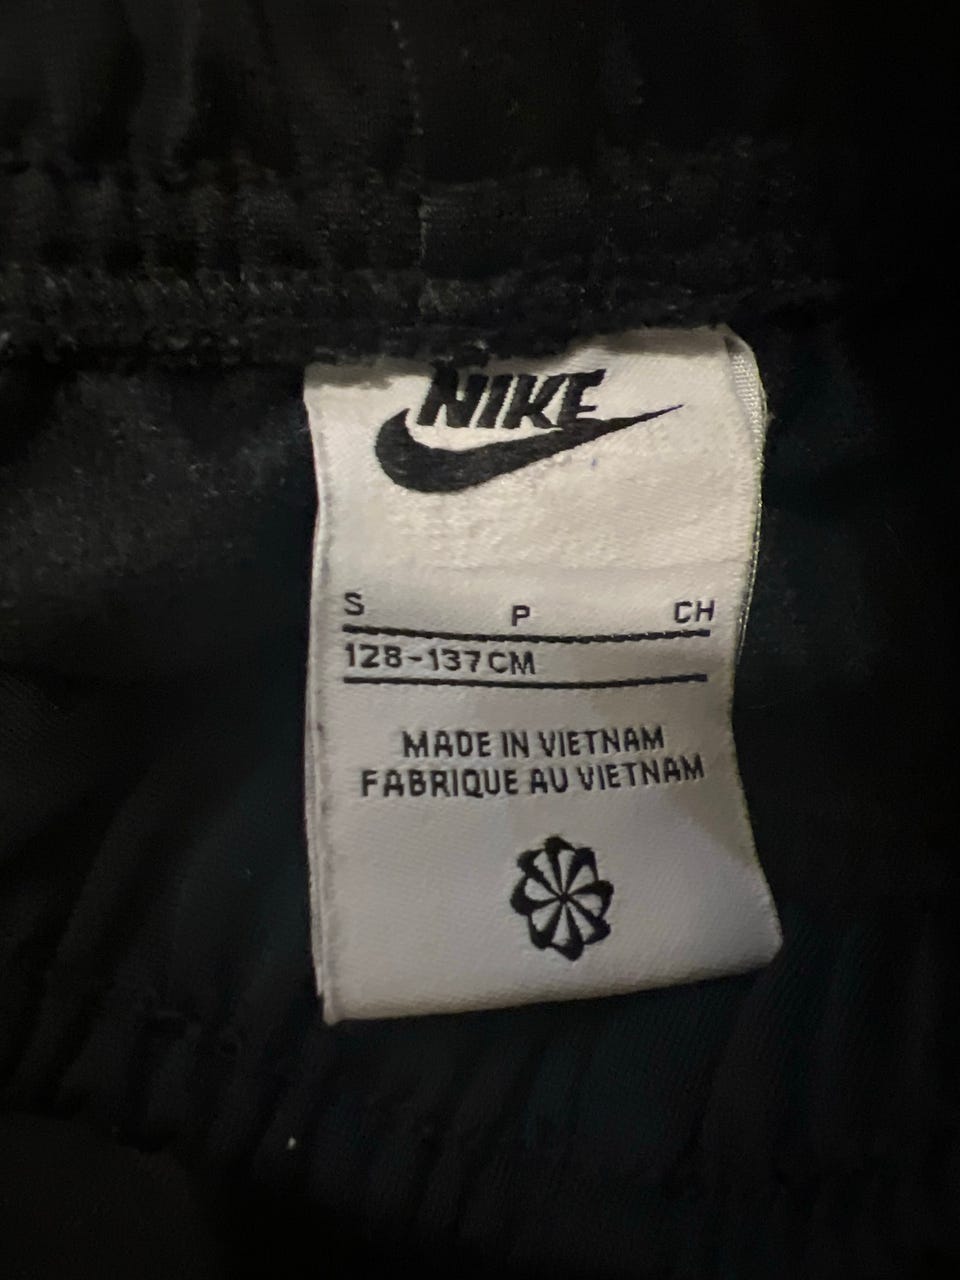 NIKE
S P CH
128-137CM
MADE IN VIETNAM
FABRIQUE AU VIETNAM